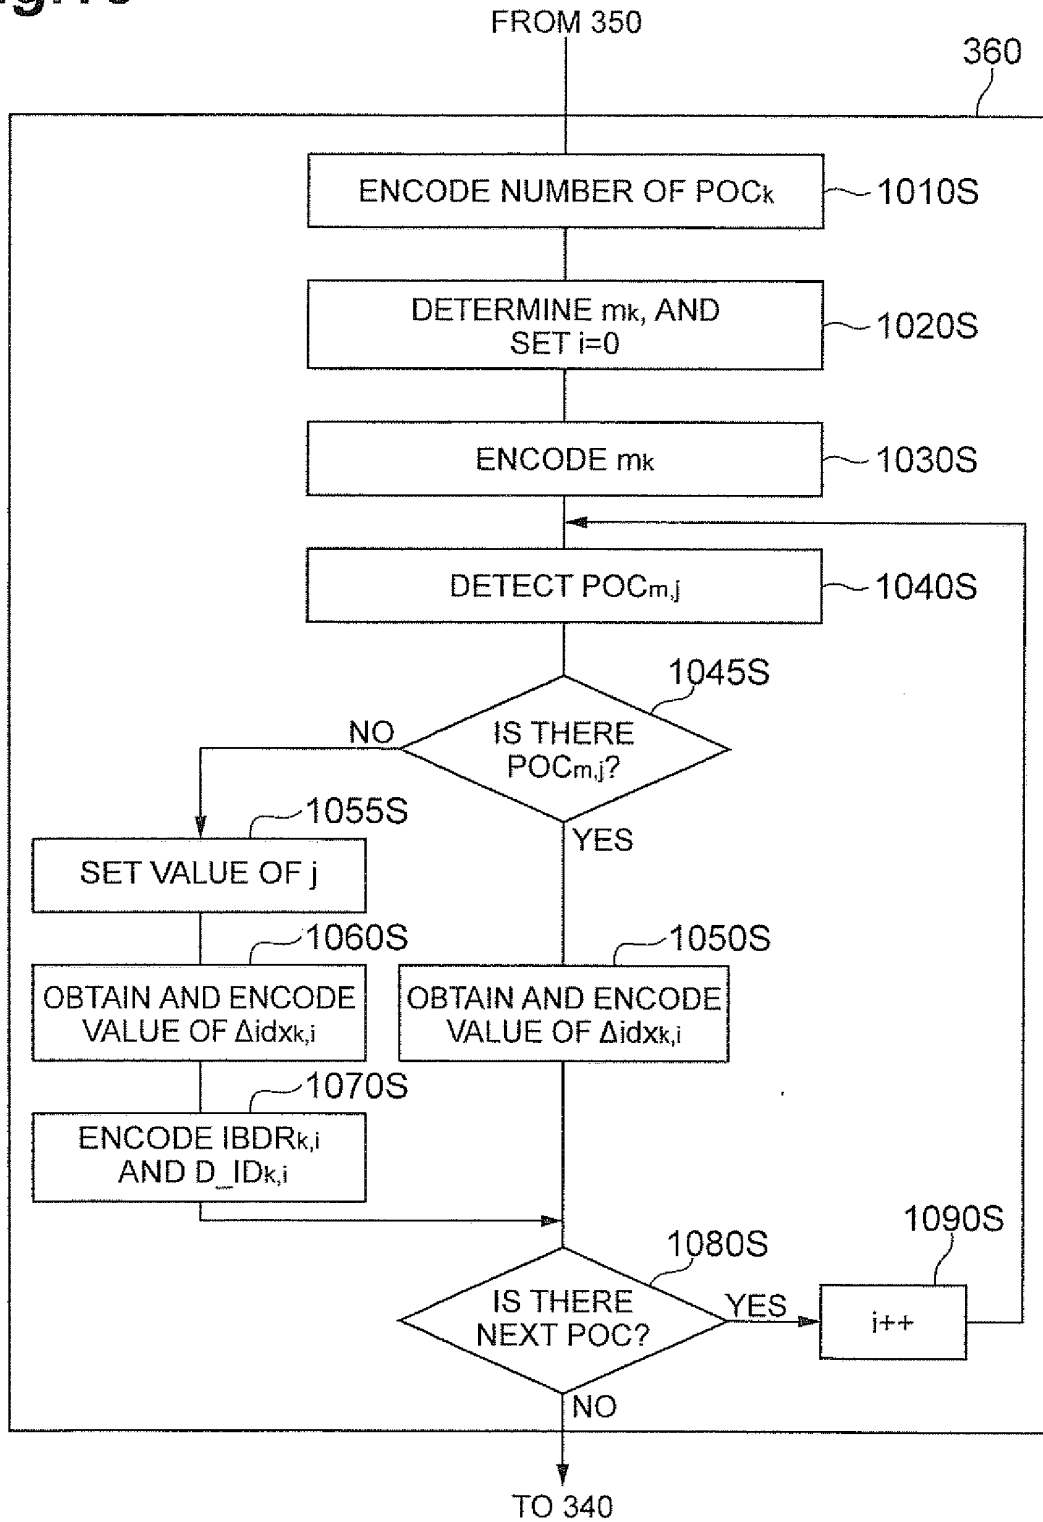 FROM 350
360
ENCODE NUMBER OF POCk
1010S
DETERMINE mk, AND
SET i=0
1020S
ENCODE mk
1030S
DETECT POCm,j
1040S
1045S
IS THERE
POCm,j?
NO
YES
1055S
SET VALUE OF j
1060S
OBTAIN AND ENCODE
VALUE OF Δidxk,i
1050S
OBTAIN AND ENCODE
VALUE OF Δidxk,i
1070S
ENCODE IBDRk,i
AND D_IDk,i
1080S
IS THERE
NEXT POC?
YES
1090S
i++
NO
TO 340